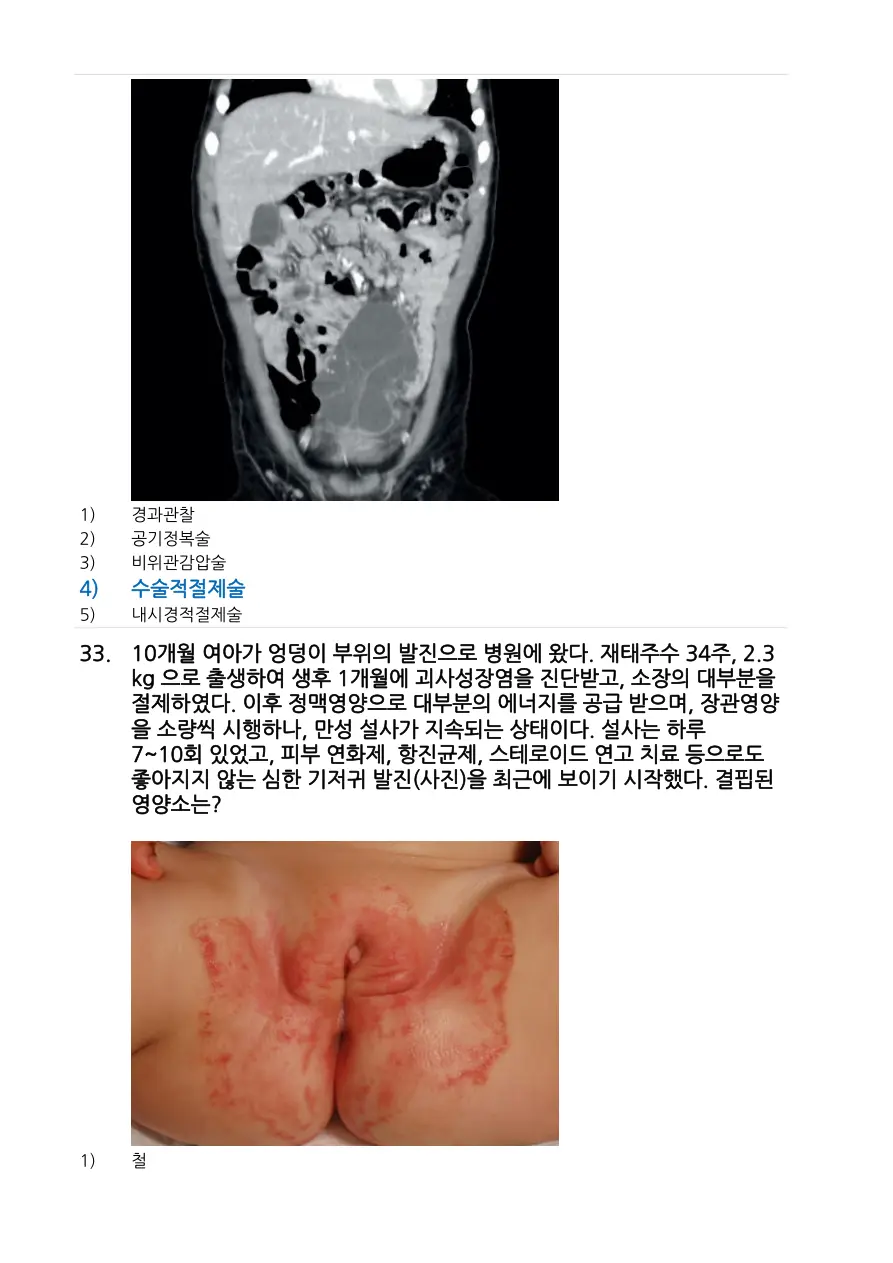 1) 경과관찰
2) 공기정복술
3) 비위관감압술
4) 수술적절제술
5) 내시경적절제술
33. 10개월 여아가 엉덩이 부위의 발진으로 병원에 왔다. 재태주수 34주, 2.3
kg 으로 출생하여 생후 1개월에 괴사성장염을 진단받고, 소장의 대부분을
절제하였다. 이후 정맥영양으로 대부분의 에너지를 공급 받으며, 장관영양
을 소량씩 시행하나, 만성 설사가 지속되는 상태이다. 설사는 하루
7~10회 있었고, 피부 연화제, 항진균제, 스테로이드 연고 치료 등으로도
좋아지지 않는 심한 기저귀 발진(사진)을 최근에 보이기 시작했다. 결핍된
영양소는?
1) 철